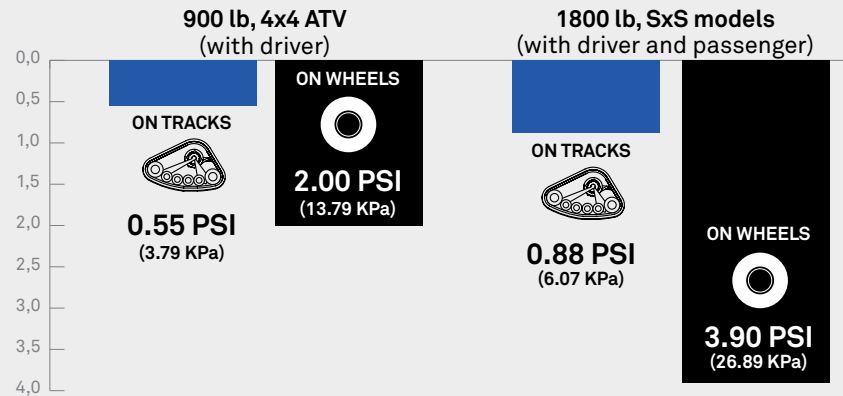 900 lb, 4x4 ATV
(with driver)
1800 lb, SxS models
(with driver and passenger)
0,0
0,5
1,0
1,5
2,0
2,5
3,0
3,5
4,0
ON TRACKS
0.55 PSI
(3.79 KPa)
ON WHEELS
2.00 PSI
(13.79 KPa)
ON TRACKS
0.88 PSI
(6.07 KPa)
ON WHEELS
3.90 PSI
(26.89 KPa)